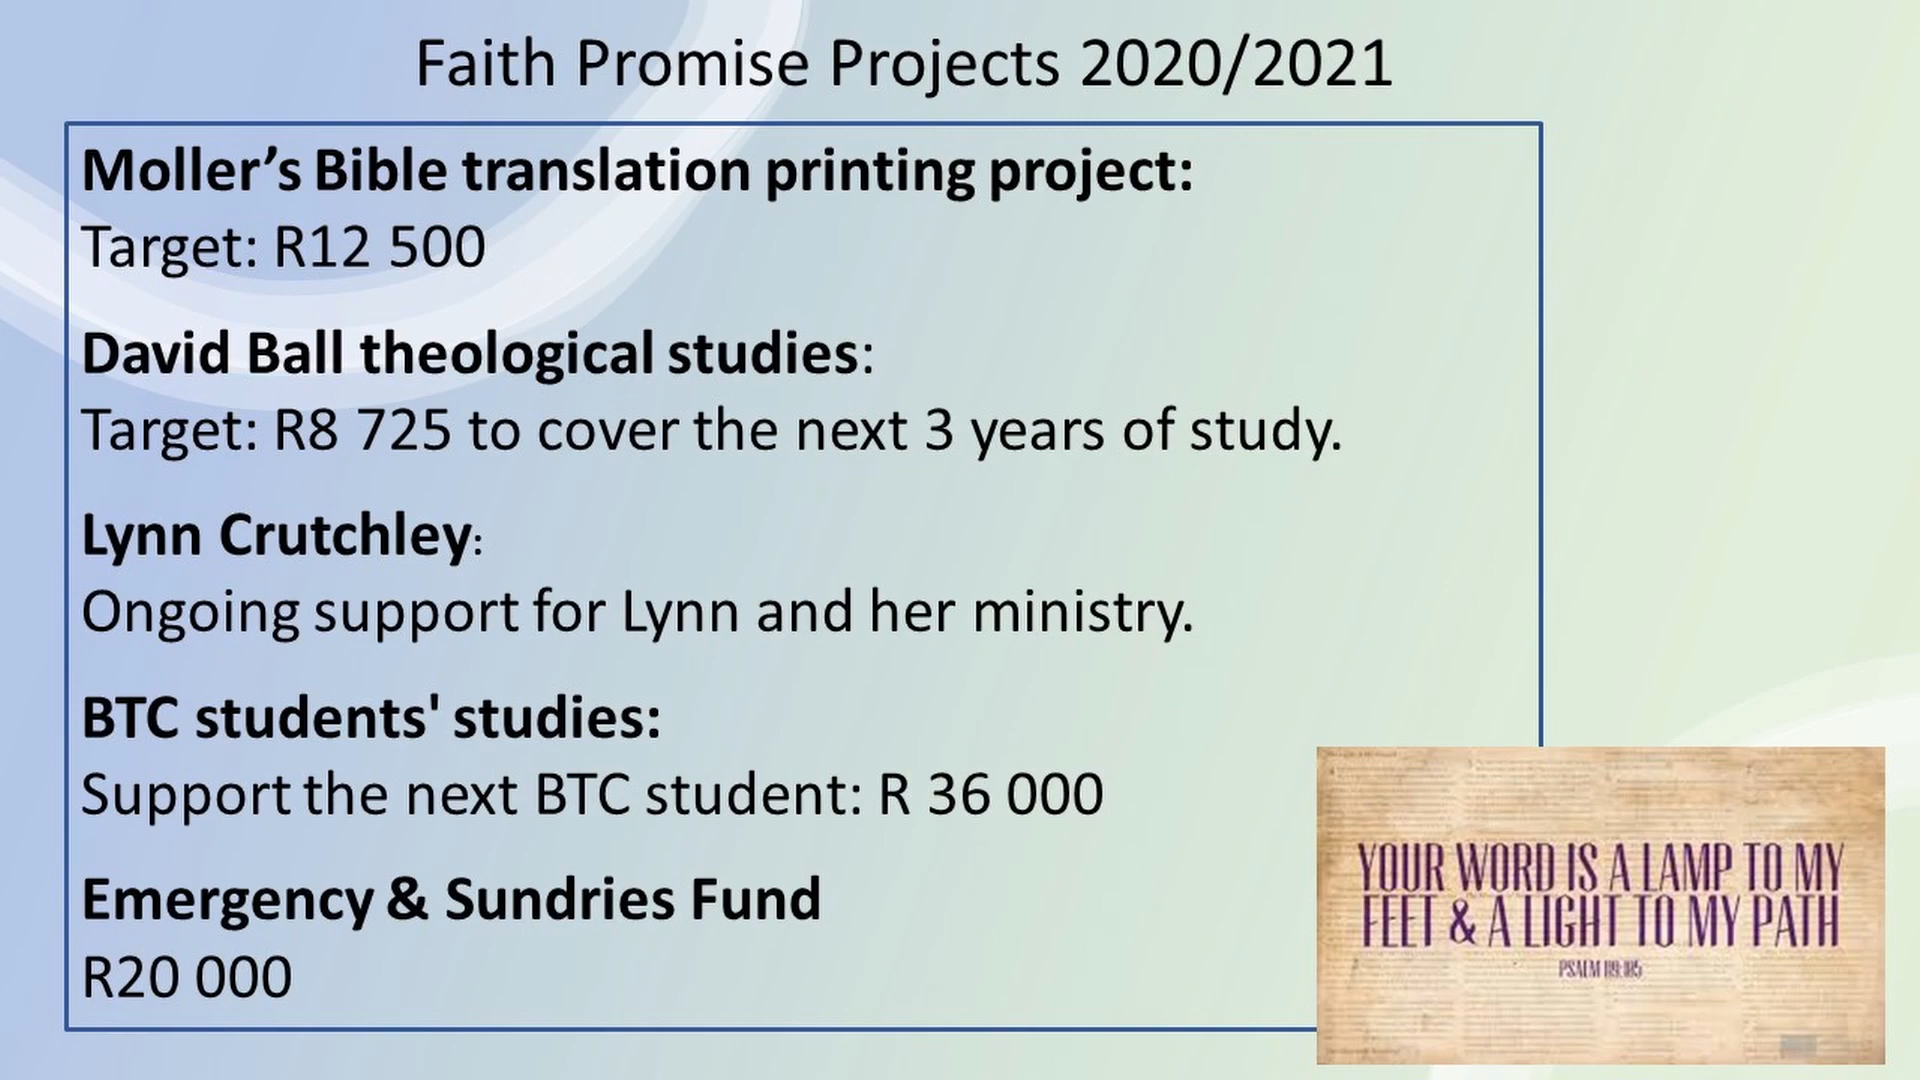 Faith Promise Projects 2020/2021
Moller’s Bible translation printing project:
Target: R12 500
David Ball theological studies:
Target: R8 725 to cover the next 3 years of study.
Lynn Crutchley:
Ongoing support for Lynn and her ministry.
BTC students' studies:
Support the next BTC student: R 36 000
Emergency & Sundries Fund
R20 000
YOUR WORD IS A LAMP TO MY
FEET & A LIGHT TO MY PATH
PSALM 119:105